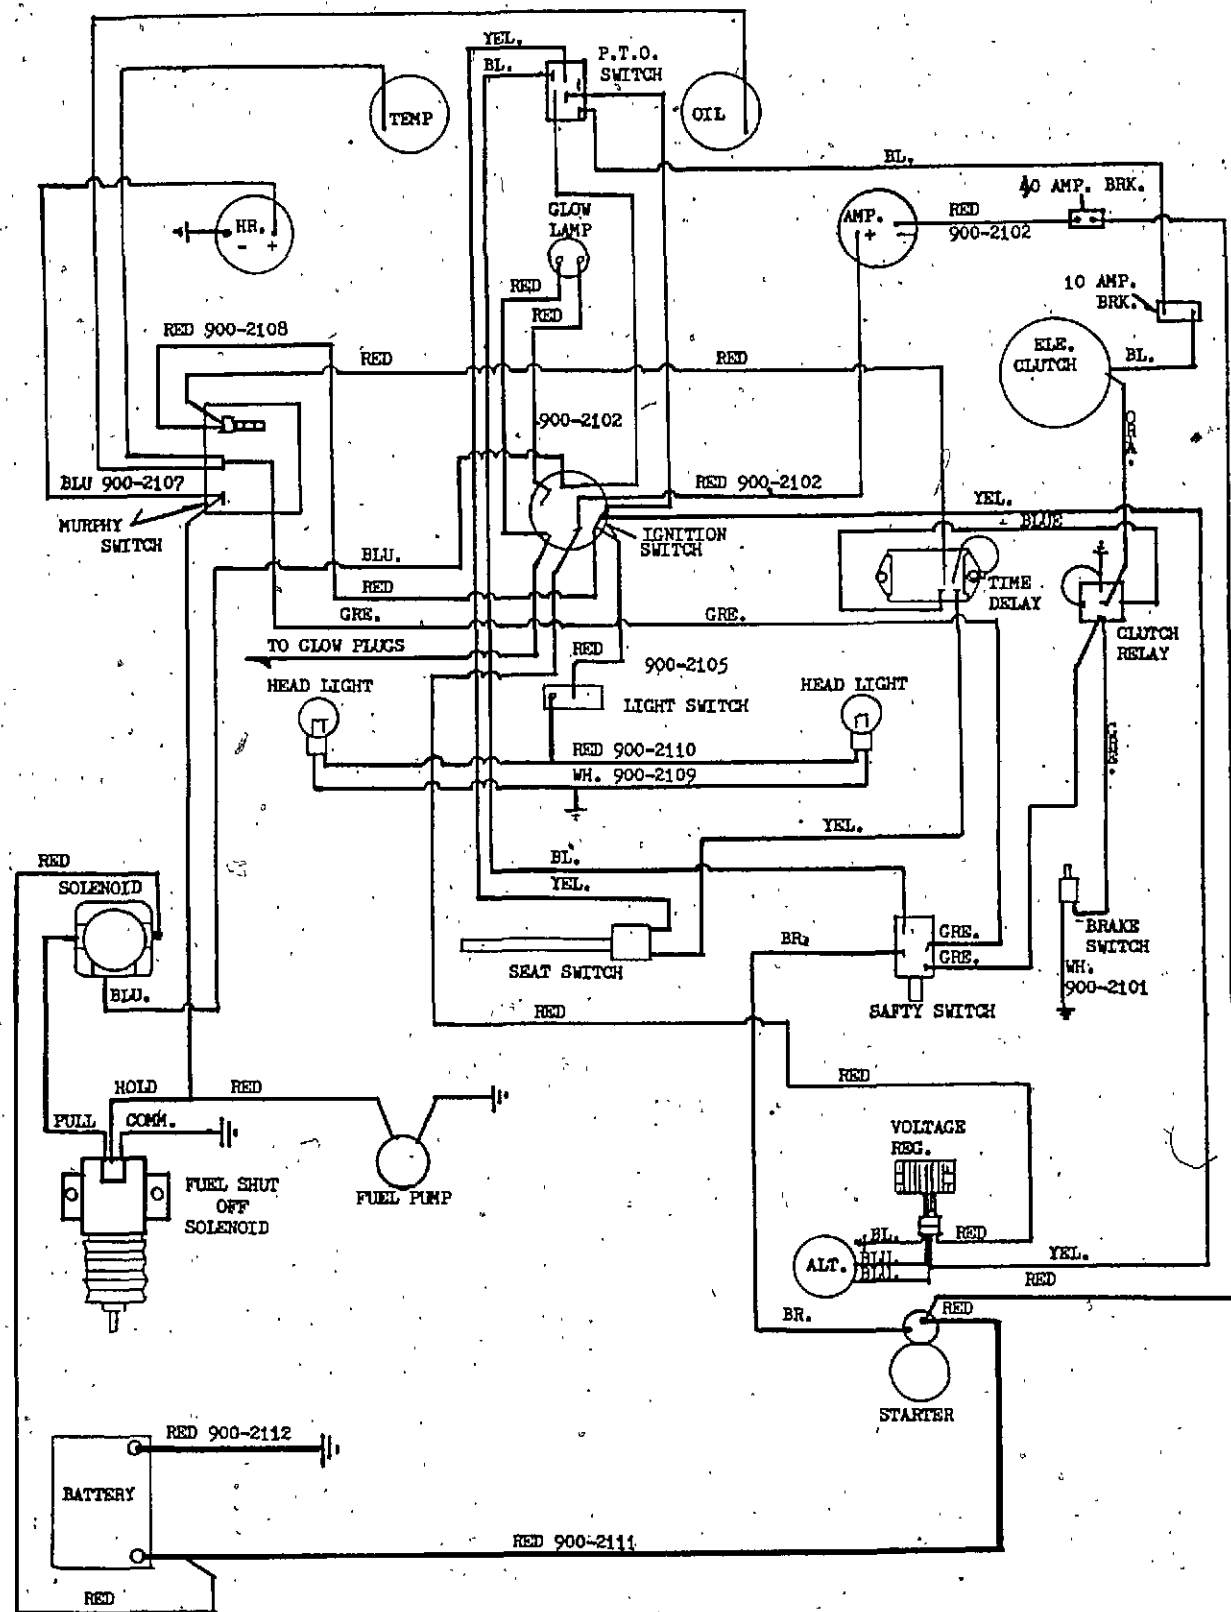 YEL.
P.T.O.
SWITCH
BL.
TEMP
OIL
BL.
40 AMP. BRK.
GLOW
LAMP
AMP.
+
-
RED
900-2102
HR.
- +
RED
RED
10 AMP.
BRK.
RED 900-2108
RED
RED
ELE.
CLUTCH
BL.
900-2102
ORA.
BLU 900-2107
RED 900-2102
YEL.
MURPHY
SWITCH
IGNITION
SWITCH
BLUE
BLU.
RED
TIME
DELAY
GRE.
GRE.
CLUTCH
RELAY
TO GLOW PLUGS
RED
900-2105
HEAD LIGHT
HEAD LIGHT
LIGHT SWITCH
RED 900-2110
WH. 900-2109
YEL.
RED
BL.
SOLENOID
YEL.
BR.
GRE.
BRAKE
SWITCH
SEAT SWITCH
GRE.
WH.
900-2101
BLU.
RED
SAFTY SWITCH
HOLD
RED
RED
PULL
COMM.
VOLTAGE
REG.
FUEL SHUT
OFF
SOLENOID
FUEL PUMP
BL.
RED
YEL.
ALT.
BLU.
BLU.
RED
BR.
RED
STARTER
RED 900-2112
BATTERY
RED 900-2111
RED